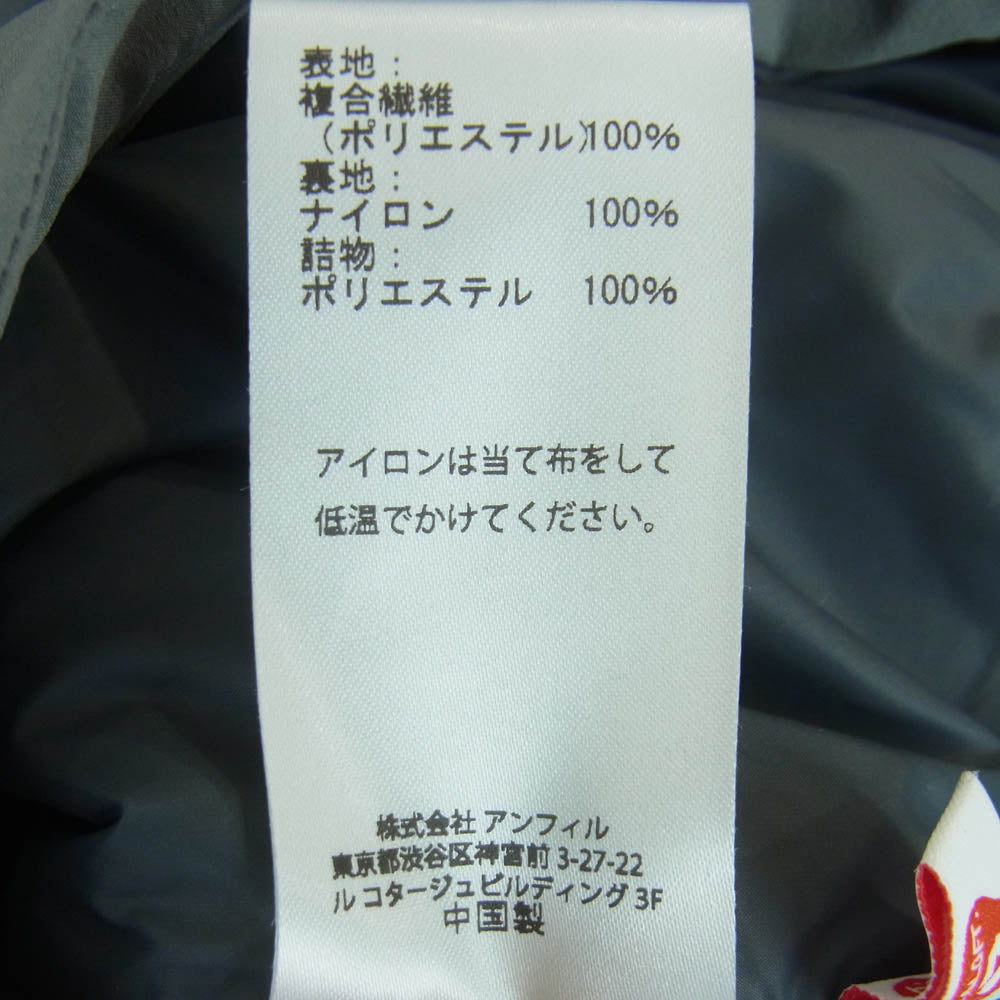 表地：
複合繊維
（ポリエステル）100%
裏地：
ナイロン 100%
詰物：
ポリエステル 100%
アイロンは当て布をして
低温でかけてください。
株式会社 アンフィル
東京都渋谷区神宮前 3-27-22
ル コタージュビルディング 3F
中国製